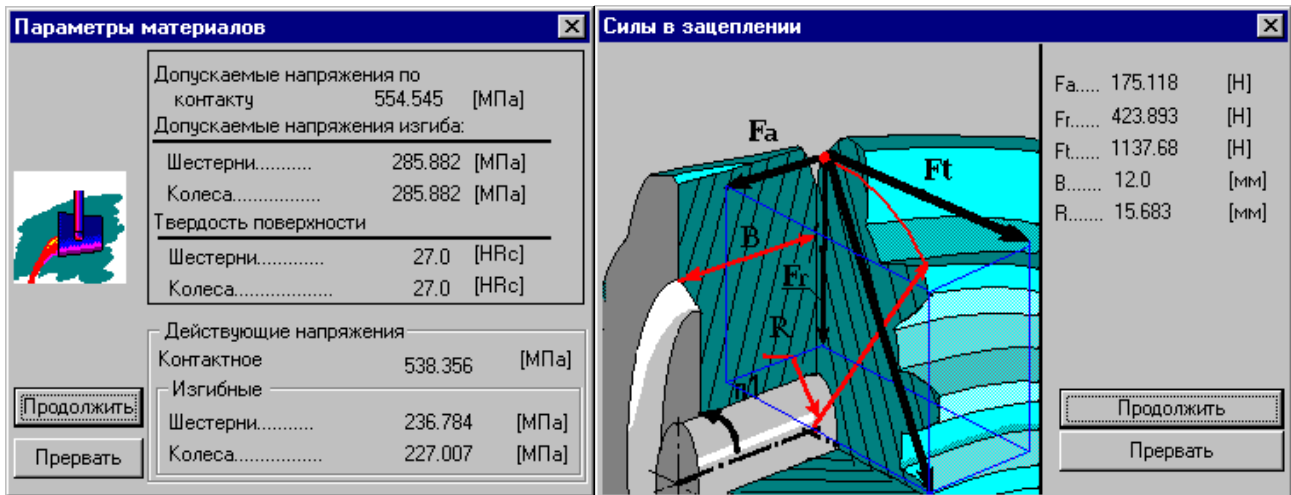 Параметры материалов
Допускаемые напряжения по
контакту 554.545 [МПа]
Допускаемые напряжения изгиба:
Шестерни........... 285.882 [МПа]
Колеса.................. 285.882 [МПа]
Твердость поверхности
Шестерни............. 27.0 [HRc]
Колеса................... 27.0 [HRc]
Действующие напряжения
Контактное 538.356 [МПа]
Изгибные
Шестерни........... 236.784 [МПа]
Колеса.................. 227.007 [МПа]
Продолжить
Прервать
Силы в зацеплении
Fa
Ft
B
Fr
R
n1
Fa..... 175.118 [Н]
Fr...... 423.893 [Н]
Ft...... 1137.68 [Н]
B....... 12.0 [мм]
R....... 15.683 [мм]
Продолжить
Прервать